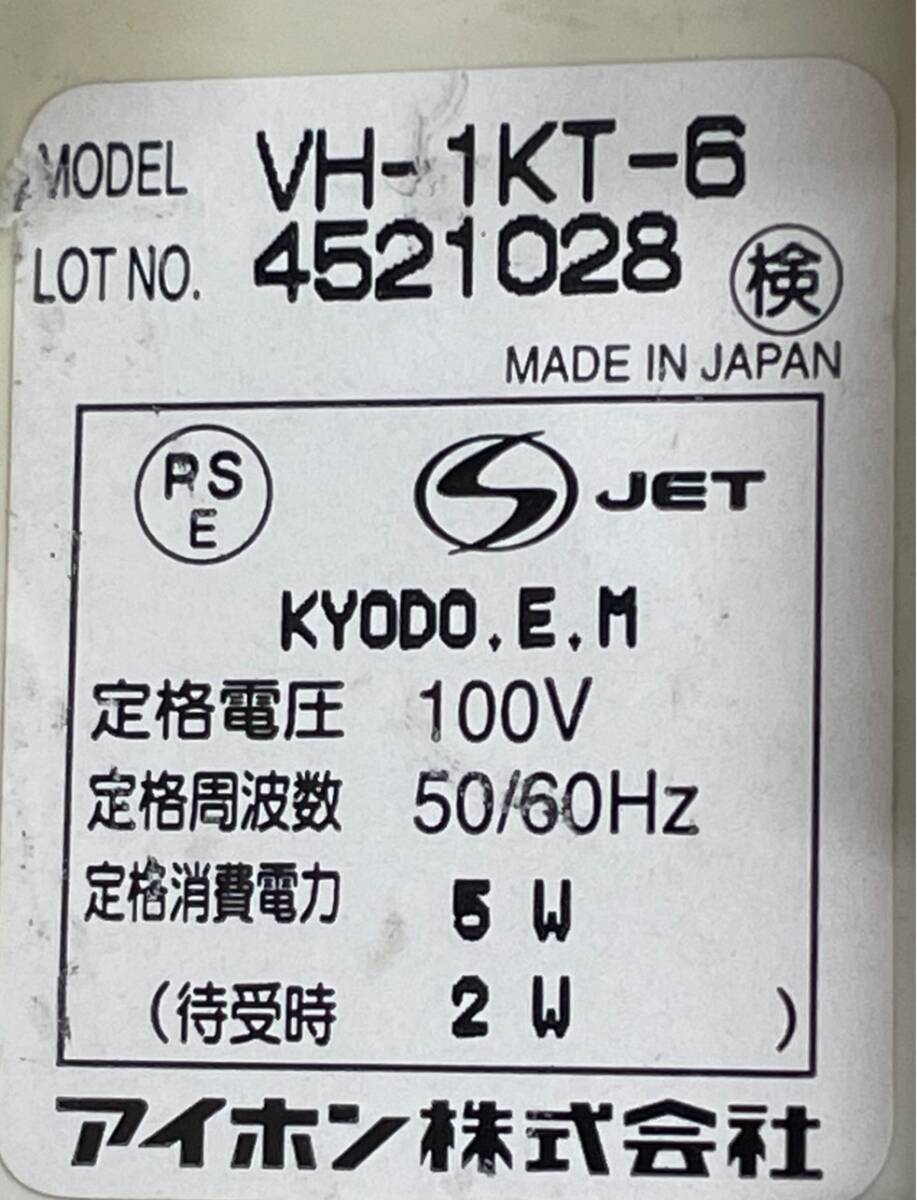 MODEL VH-1KT-6
LOT NO. 4521028 検
MADE IN JAPAN
PS
E
S JET
KYODO.E.M
定格電圧 100V
定格周波数 50/60Hz
定格消費電力 5 W
(待受時 2 W )
アイホン株式会社